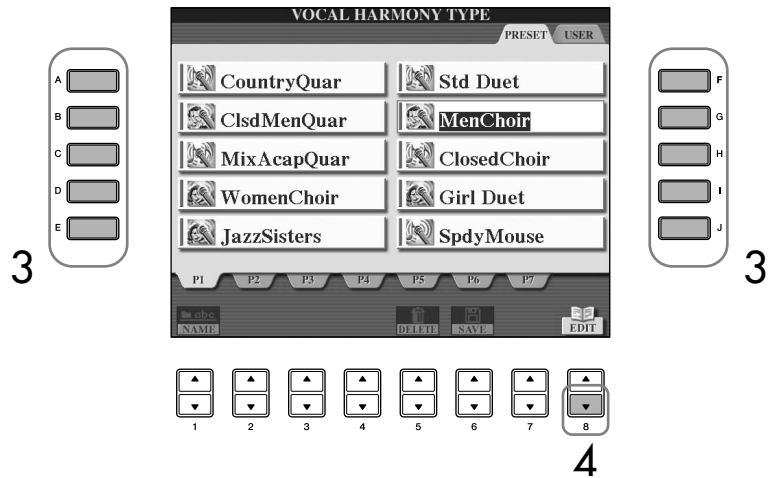 VOCAL HARMONY TYPE
PRESET USER
A CountryQuar Std Duet F
B ClsdMenQuar MenChoir G
C MixAcapQuar ClosedChoir H
D WomenChoir Girl Duet I
E JazzSisters SpdyMouse J
3 3
P1 P2 P3 P4 P5 P6 P7
abc
NAME DELETE SAVE EDIT
1 2 3 4 5 6 7 8
4